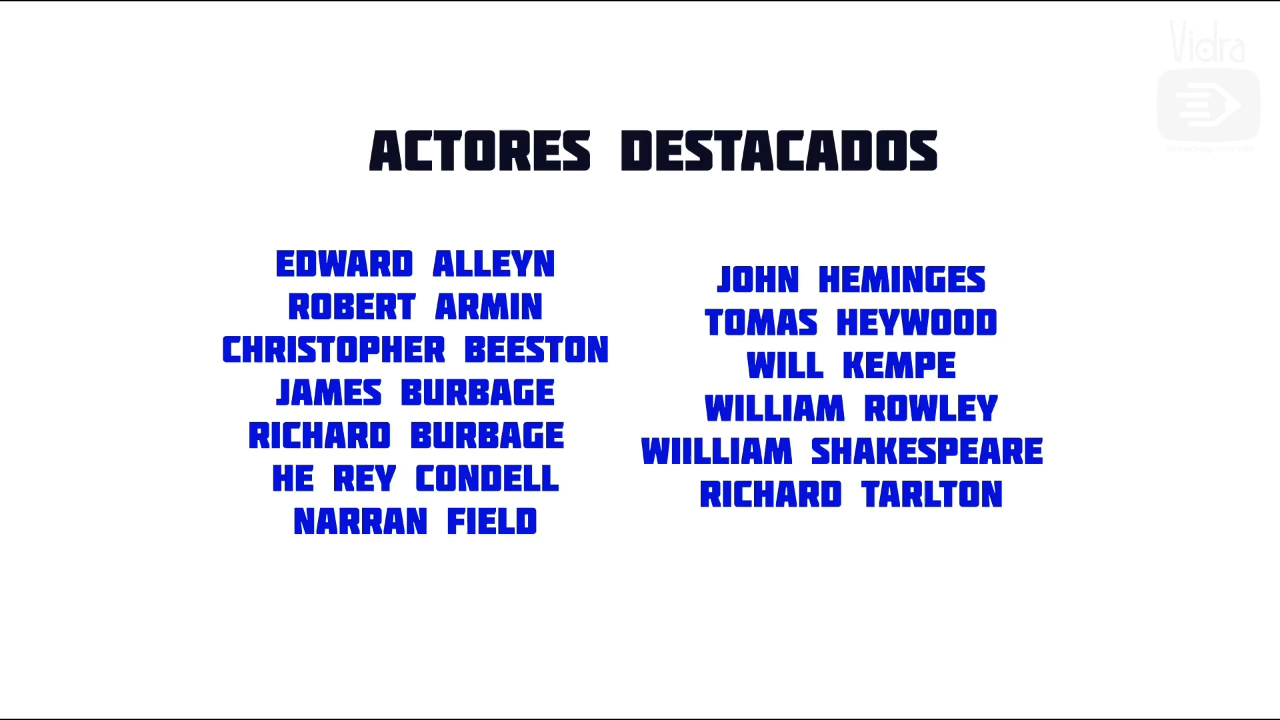 Vidra
ACTORES DESTACADOS
EDWARD ALLEYN
ROBERT ARMIN
CHRISTOPHER BEESTON
JAMES BURBAGE
RICHARD BURBAGE
HE REY CONDELL
NARRAN FIELD
JOHN HEMINGES
TOMAS HEYWOOD
WILL KEMPE
WILLIAM ROWLEY
WIILLIAM SHAKESPEARE
RICHARD TARLTON